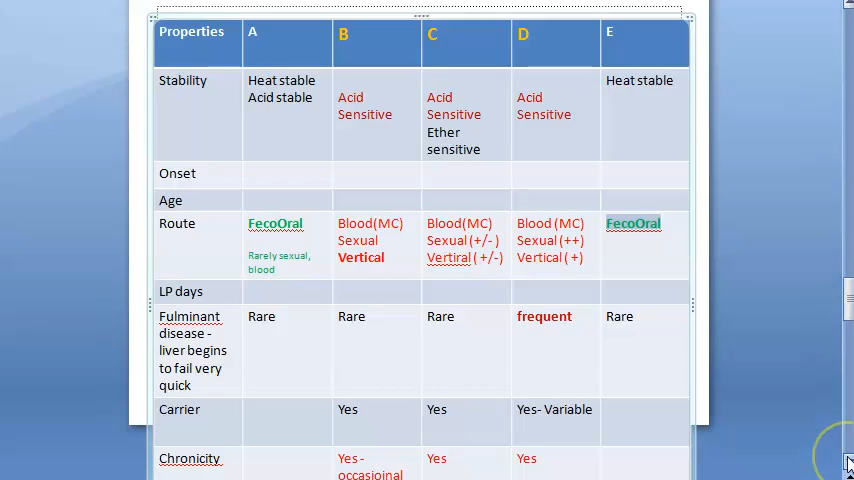 Properties A B C D E
Stability Heat stable Heat stable
Acid stable Acid Acid Acid
Sensitive Sensitive Sensitive
Ether
sensitive
Onset
Age
Route FecoOral Blood(MC) Blood(MC) Blood (MC) FecoOral
Sexual Sexual (+/- ) Sexual (++)
Rarely sexual, Vertical Vertiral ( +/-) Vertical ( +)
blood
LP days
Fulminant Rare Rare Rare frequent Rare
disease -
liver begins
to fail very
quick
Carrier Yes Yes Yes- Variable
Chronicity Yes - Yes Yes
occasioinal